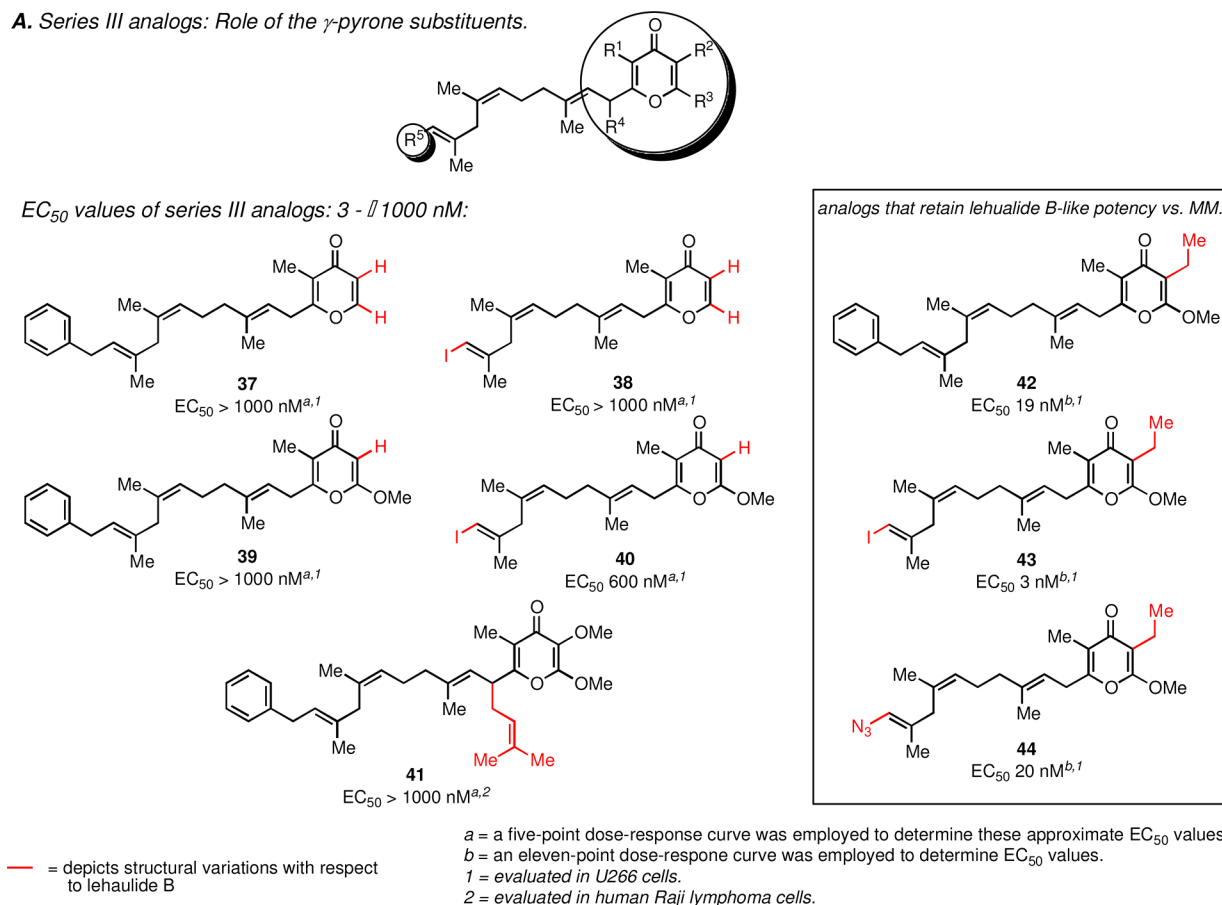 A. Series III analogs: Role of the γ-pyrone substituents.
O
R¹ R²
Me
O R³
Me R⁴
R⁵
Me
EC₅₀ values of series III analogs: 3 - 𝀀 1000 nM:
analogs that retain lehualide B-like potency vs. MM.
O
Me H
Me
O H
Me
Me
37
EC₅₀ > 1000 nMᵃ,¹
O
Me H
Me
O H
Me
I
Me
38
EC₅₀ > 1000 nMᵃ,¹
O Me
Me
Me
O OMe
Me
Me
42
EC₅₀ 19 nMᵇ,¹
O
Me H
Me
O OMe
Me
Me
39
EC₅₀ > 1000 nMᵃ,¹
O
Me H
Me
O OMe
Me
I
Me
40
EC₅₀ 600 nMᵃ,¹
O Me
Me
Me
O OMe
Me
I
Me
43
EC₅₀ 3 nMᵇ,¹
O
Me OMe
Me
O OMe
Me
Me
Me Me
41
EC₅₀ > 1000 nMᵃ,²
O Me
Me
Me
O OMe
Me
N₃
Me
44
EC₅₀ 20 nMᵇ,¹
= depicts structural variations with respect
to lehaulide B
a = a five-point dose-response curve was employed to determine these approximate EC₅₀ values
b = an eleven-point dose-respone curve was employed to determine EC₅₀ values.
1 = evaluated in U266 cells.
2 = evaluated in human Raji lymphoma cells.